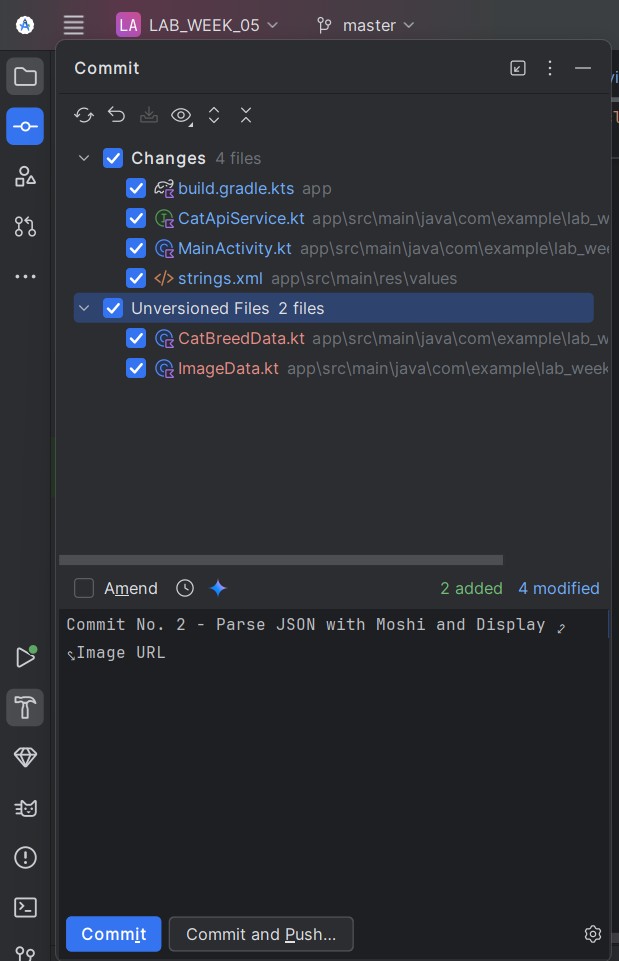 LA LAB_WEEK_05 master
Commit
Changes 4 files
build.gradle.kts app
CatApiService.kt app\src\main\java\com\example\lab_w
MainActivity.kt app\src\main\java\com\example\lab_wee
strings.xml app\src\main\res\values
Unversioned Files 2 files
CatBreedData.kt app\src\main\java\com\example\lab_w
ImageData.kt app\src\main\java\com\example\lab_week
Amend 2 added 4 modified
Commit No. 2 - Parse JSON with Moshi and Display
Image URL
Commit Commit and Push...